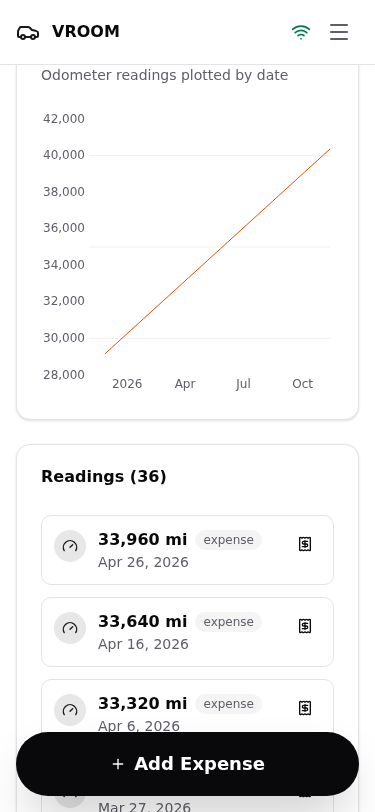 VROOM
Odometer readings plotted by date
42,000
40,000
38,000
36,000
34,000
32,000
30,000
28,000
2026 Apr Jul Oct
Readings (36)
33,960 mi expense
Apr 26, 2026
33,640 mi expense
Apr 16, 2026
33,320 mi expense
Apr 6, 2026
+ Add Expense
Mar 27, 2026